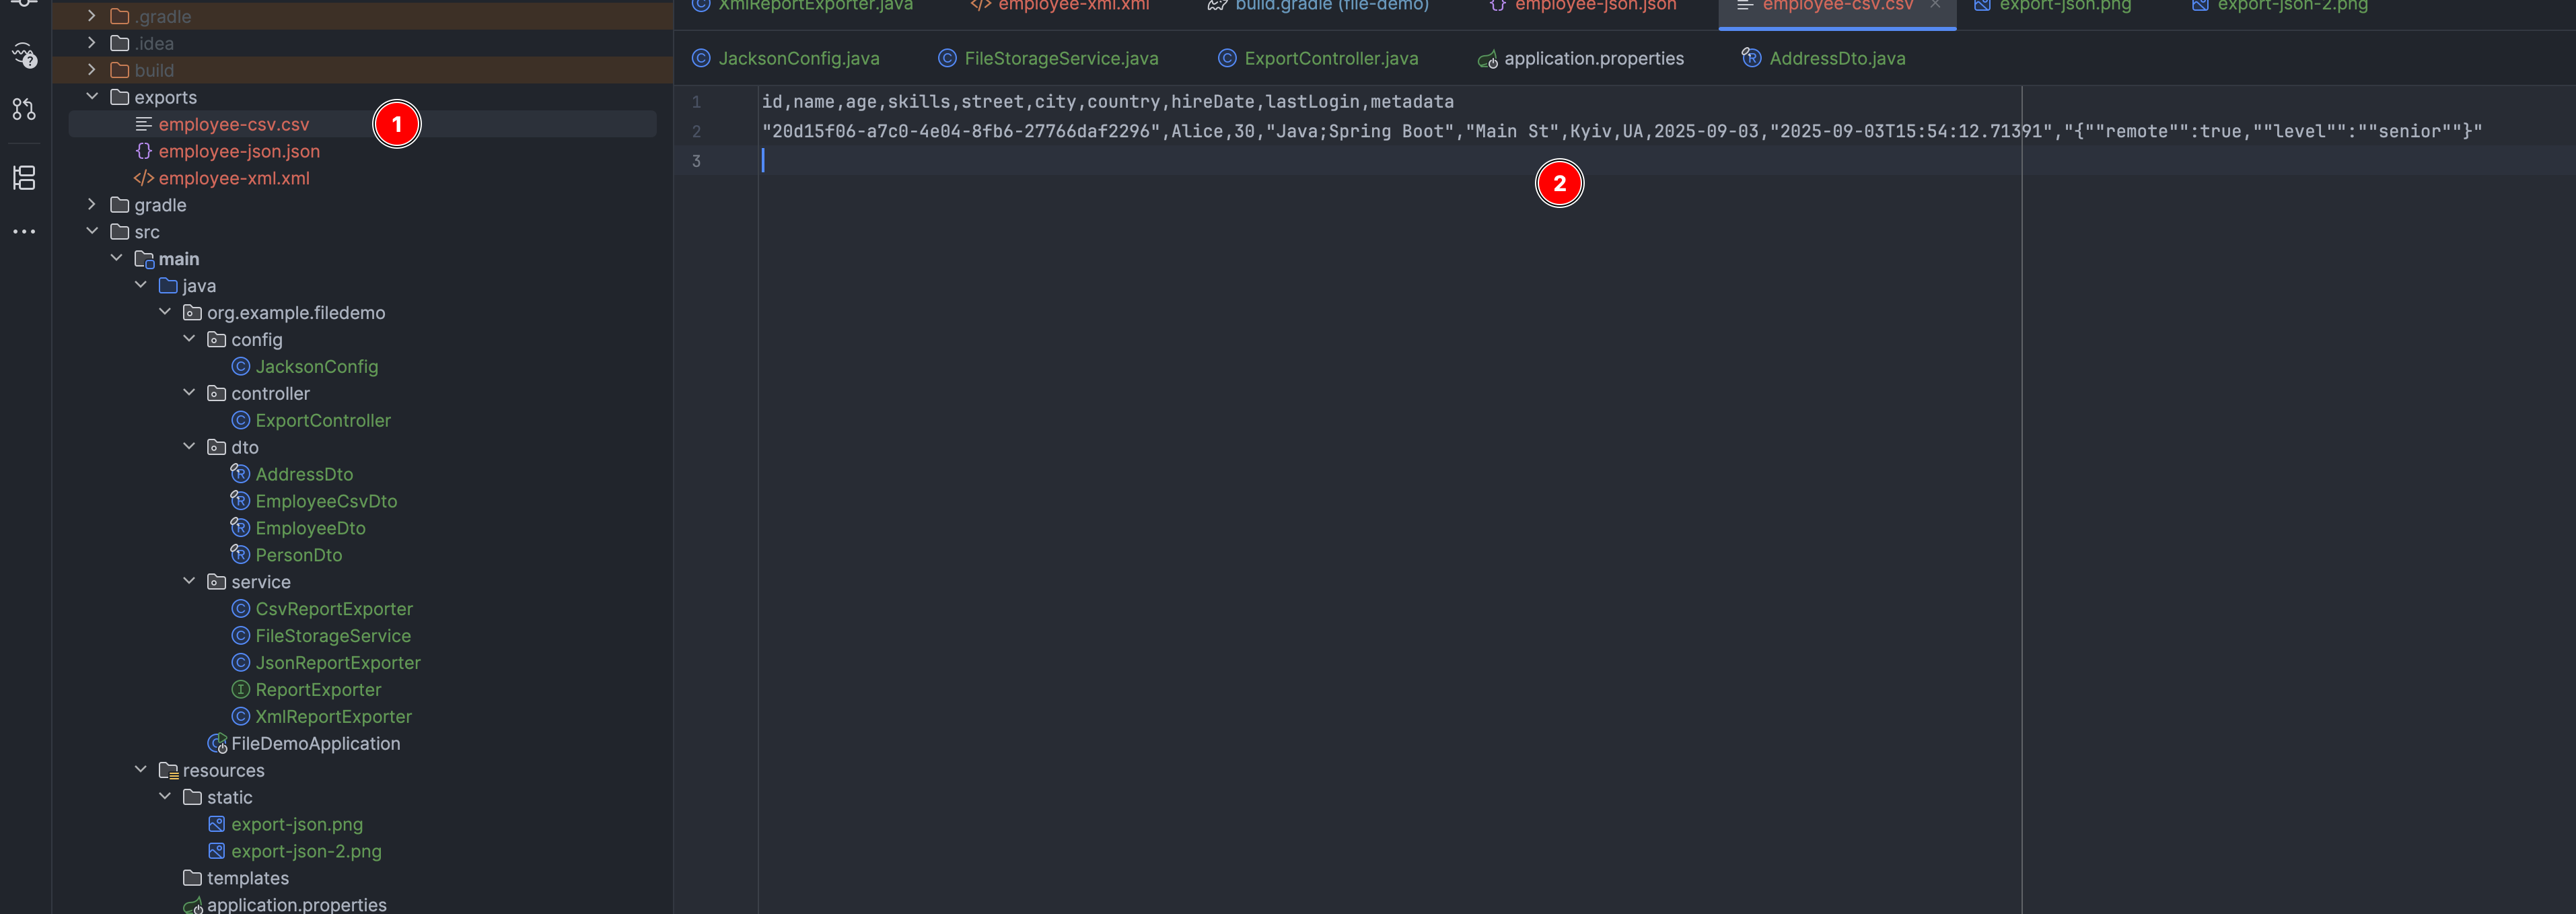 .gradle
.idea
build
exports
employee-csv.csv
employee-json.json
employee-xml.xml
gradle
src
main
java
org.example.filedemo
config
JacksonConfig
controller
ExportController
dto
AddressDto
EmployeeCsvDto
EmployeeDto
PersonDto
service
CsvReportExporter
FileStorageService
JsonReportExporter
ReportExporter
XmlReportExporter
FileDemoApplication
resources
static
export-json.png
export-json-2.png
templates
application.properties
1
XmlReportExporter.java employee-xml.xml build.gradle (file-demo) employee-json.json employee-csv.csv export-json.png export-json-2.png
JacksonConfig.java FileStorageService.java ExportController.java application.properties AddressDto.java
1 id,name,age,skills,street,city,country,hireDate,lastLogin,metadata
2 "20d15f06-a7c0-4e04-8fb6-27766daf2296",Alice,30,"Java;Spring Boot","Main St",Kyiv,UA,2025-09-03,"2025-09-03T15:54:12.71391","{""remote"":true,""level"":""senior""}"
3
2